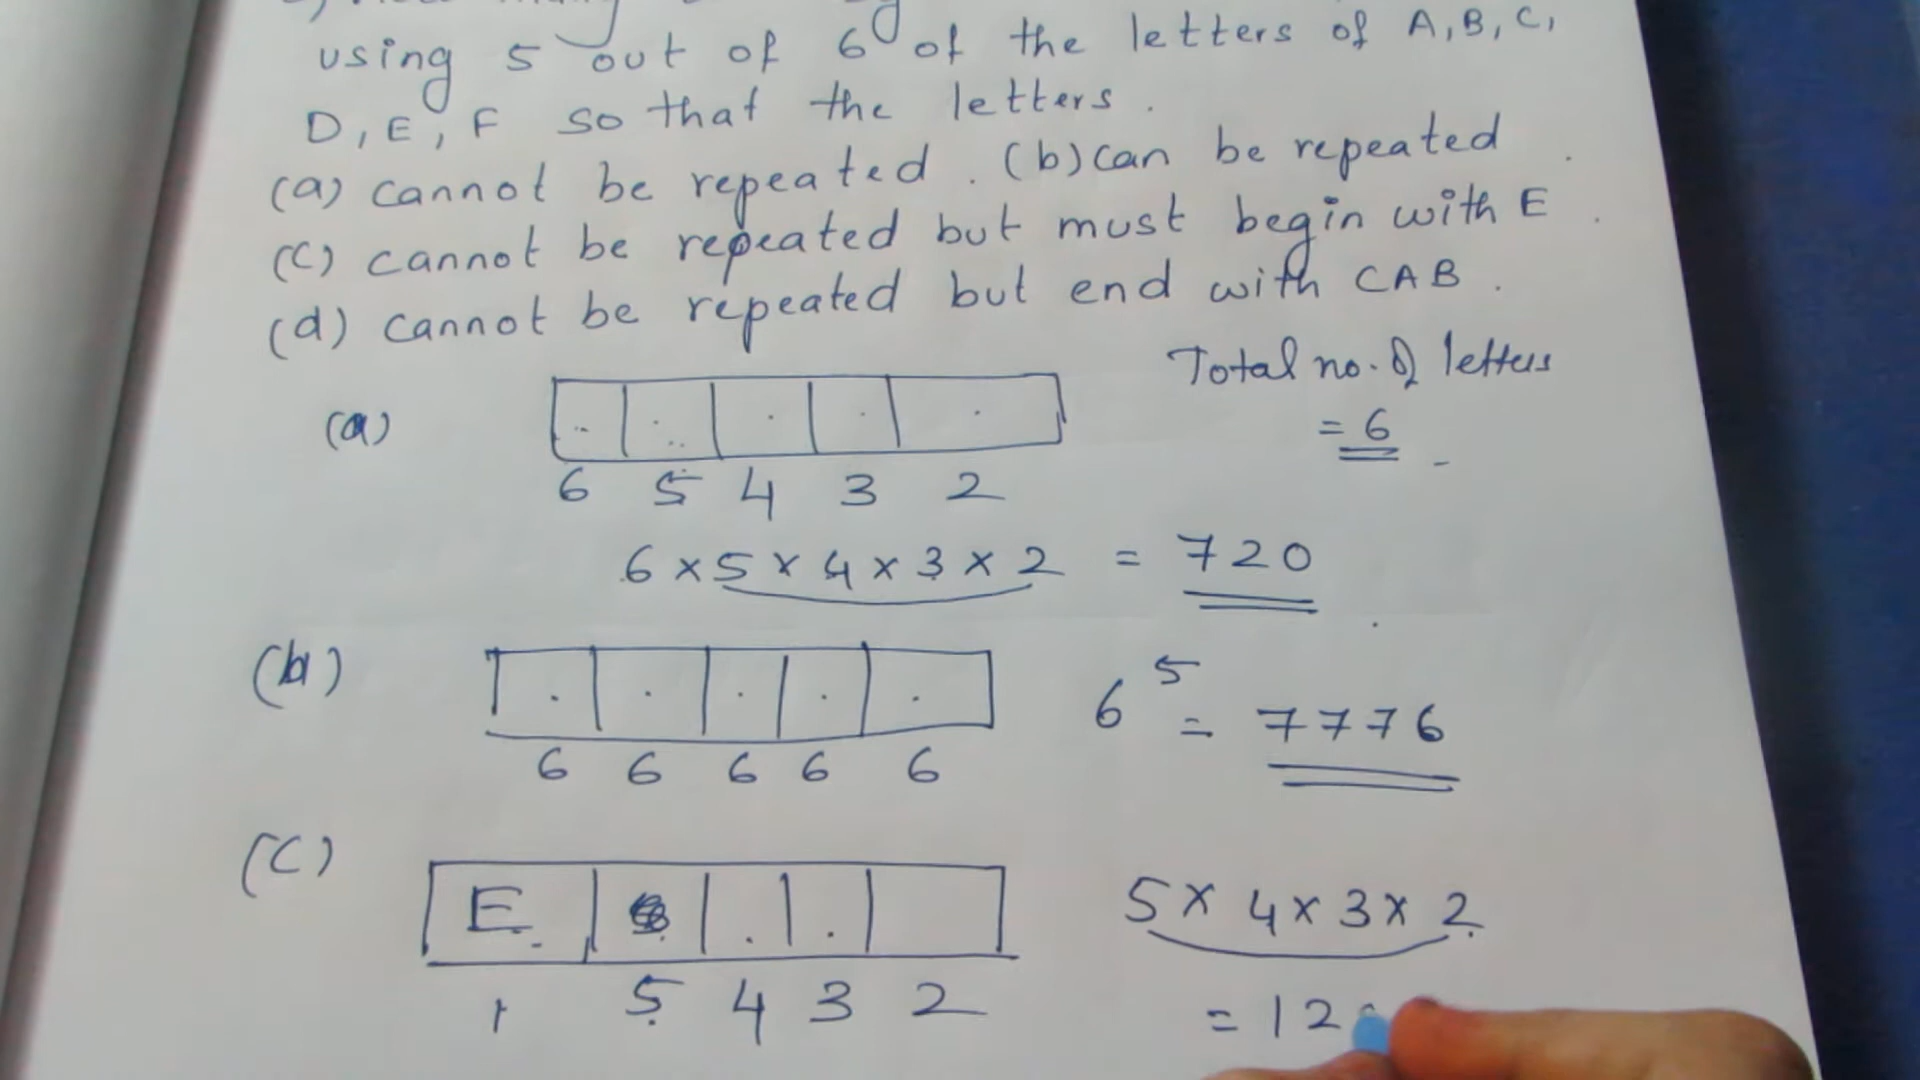 using 5 out of 6 of the letters of A, B, C,
D, E, F so that the letters.
(a) cannot be repeated. (b) can be repeated
(c) cannot be repeated but must begin with E
(d) cannot be repeated but end with CAB.
Total no. of letters
= 6
(a)
6 5 4 3 2
6 × 5 × 4 × 3 × 2 = 720
(b)
6 6 6 6 6
6^5 = 7776
(C)
E
1 5 4 3 2
5 × 4 × 3 × 2
= 12